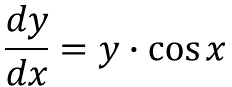 dy/dx = y · cos x